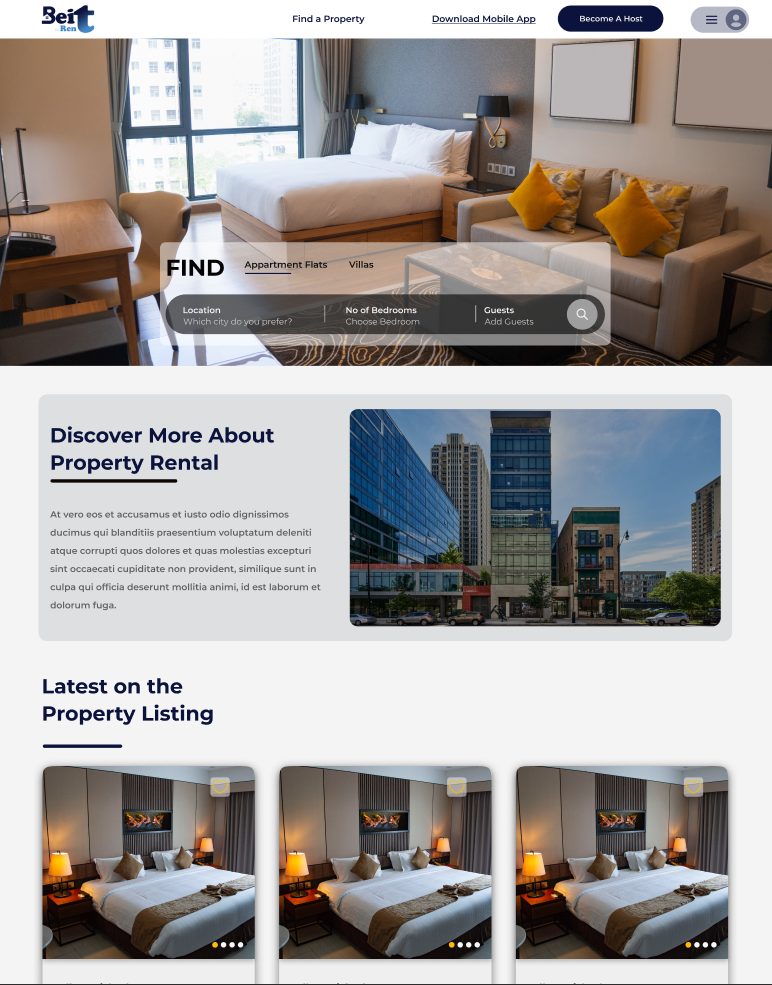 Beit
Ren
Find a Property
Download Mobile App
Become A Host
FIND
Appartment Flats
Villas
Location
Which city do you prefer?
No of Bedrooms
Choose Bedroom
Guests
Add Guests
Discover More About
Property Rental
At vero eos et accusamus et iusto odio dignissimos
ducimus qui blanditiis praesentium voluptatum deleniti
atque corrupti quos dolores et quas molestias excepturi
sint occaecati cupiditate non provident, similique sunt in
culpa qui officia deserunt mollitia animi, id est laborum et
dolorum fuga.
Latest on the
Property Listing